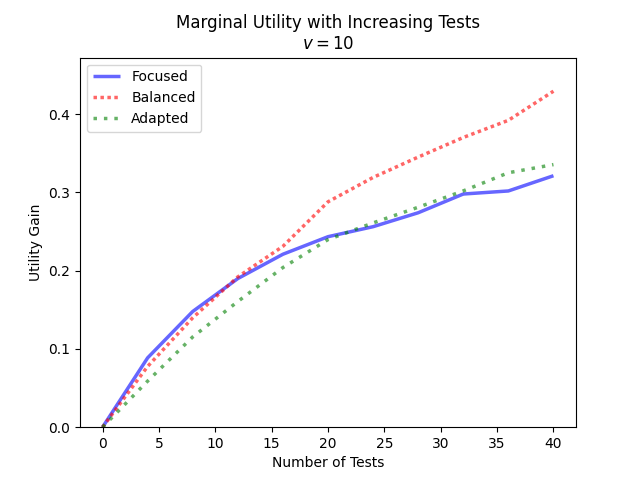 Marginal Utility with Increasing Tests
v = 10
Focused
Balanced
Adapted
Utility Gain
0.4
0.3
0.2
0.1
0.0
0 5 10 15 20 25 30 35 40
Number of Tests